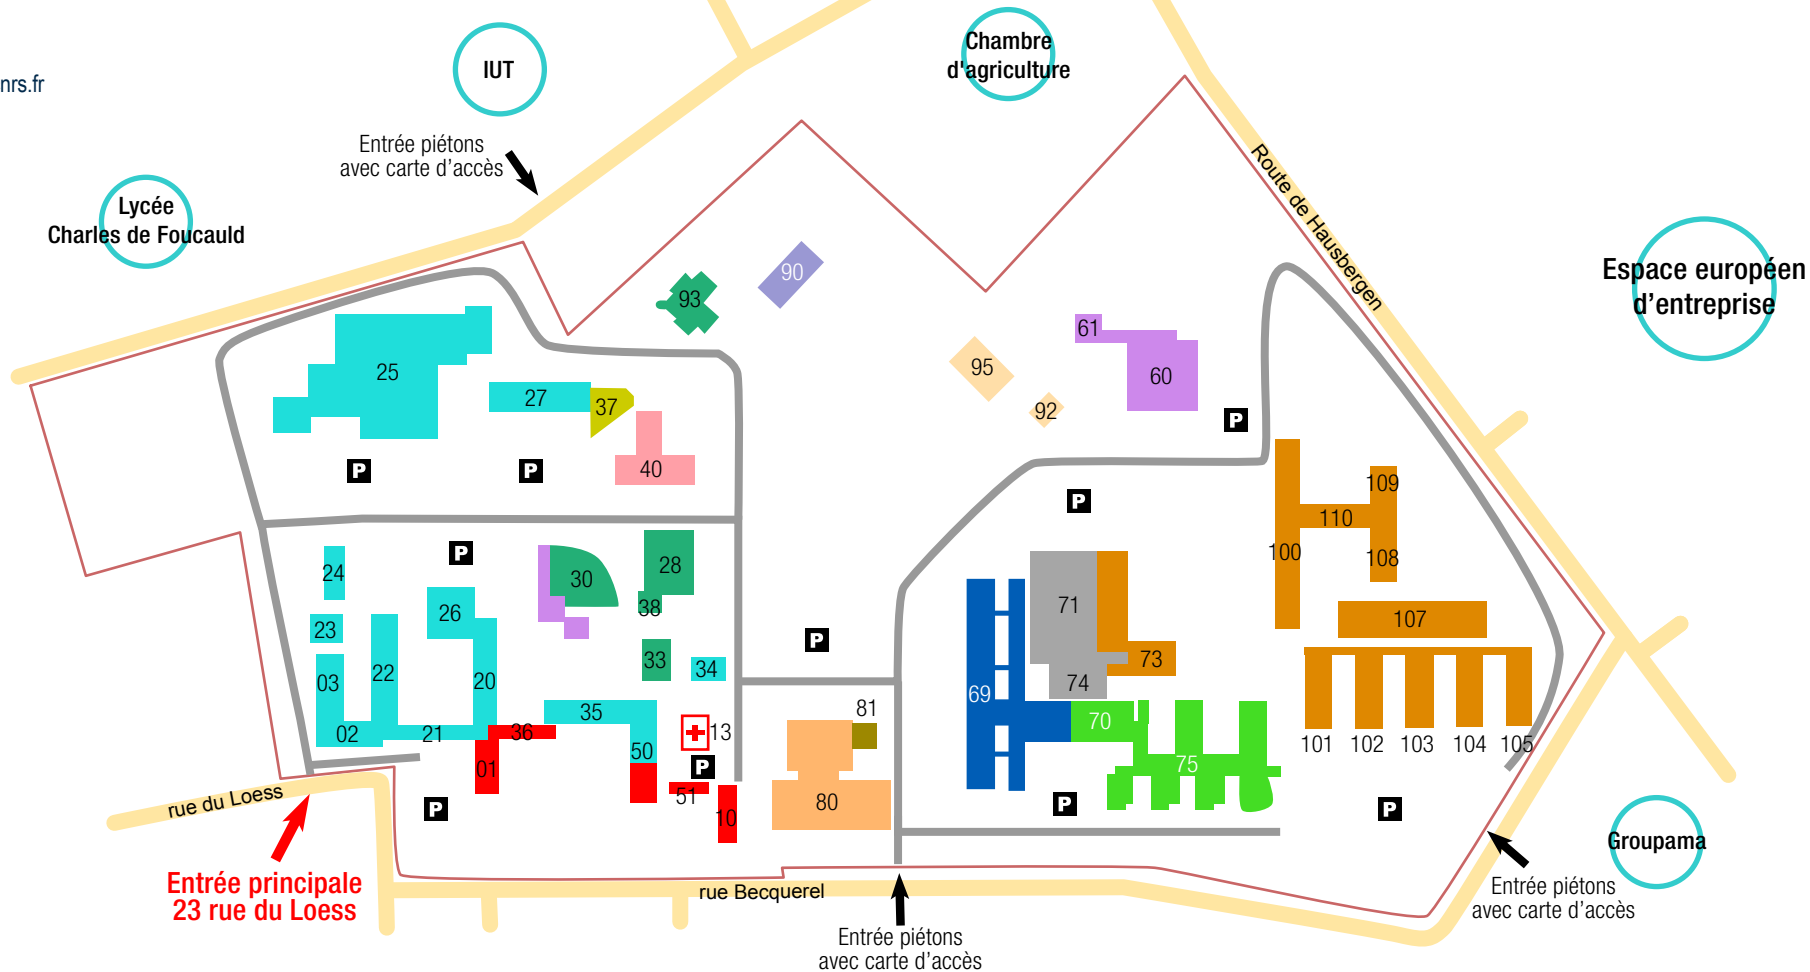 nrs.fr
IUT
Chambre
d'agriculture
Entrée piétons
avec carte d'accès
Lycée
Charles de Foucauld
Route de Hausbergen
Espace européen
d'entreprise
90
93
61
60
95
92
25
27
37
40
P
P
P
P
109
110
100
108
107
24
23
26
22
03
20
02
21
36
01
P
30
28
38
33
34
35
50
13
P
51
10
P
81
80
71
73
74
69
70
75
101
102
103
104
105
P
P
P
rue du Loess
Entrée principale
23 rue du Loess
rue Becquerel
Entrée piétons
avec carte d'accès
Groupama
Entrée piétons
avec carte d'accès